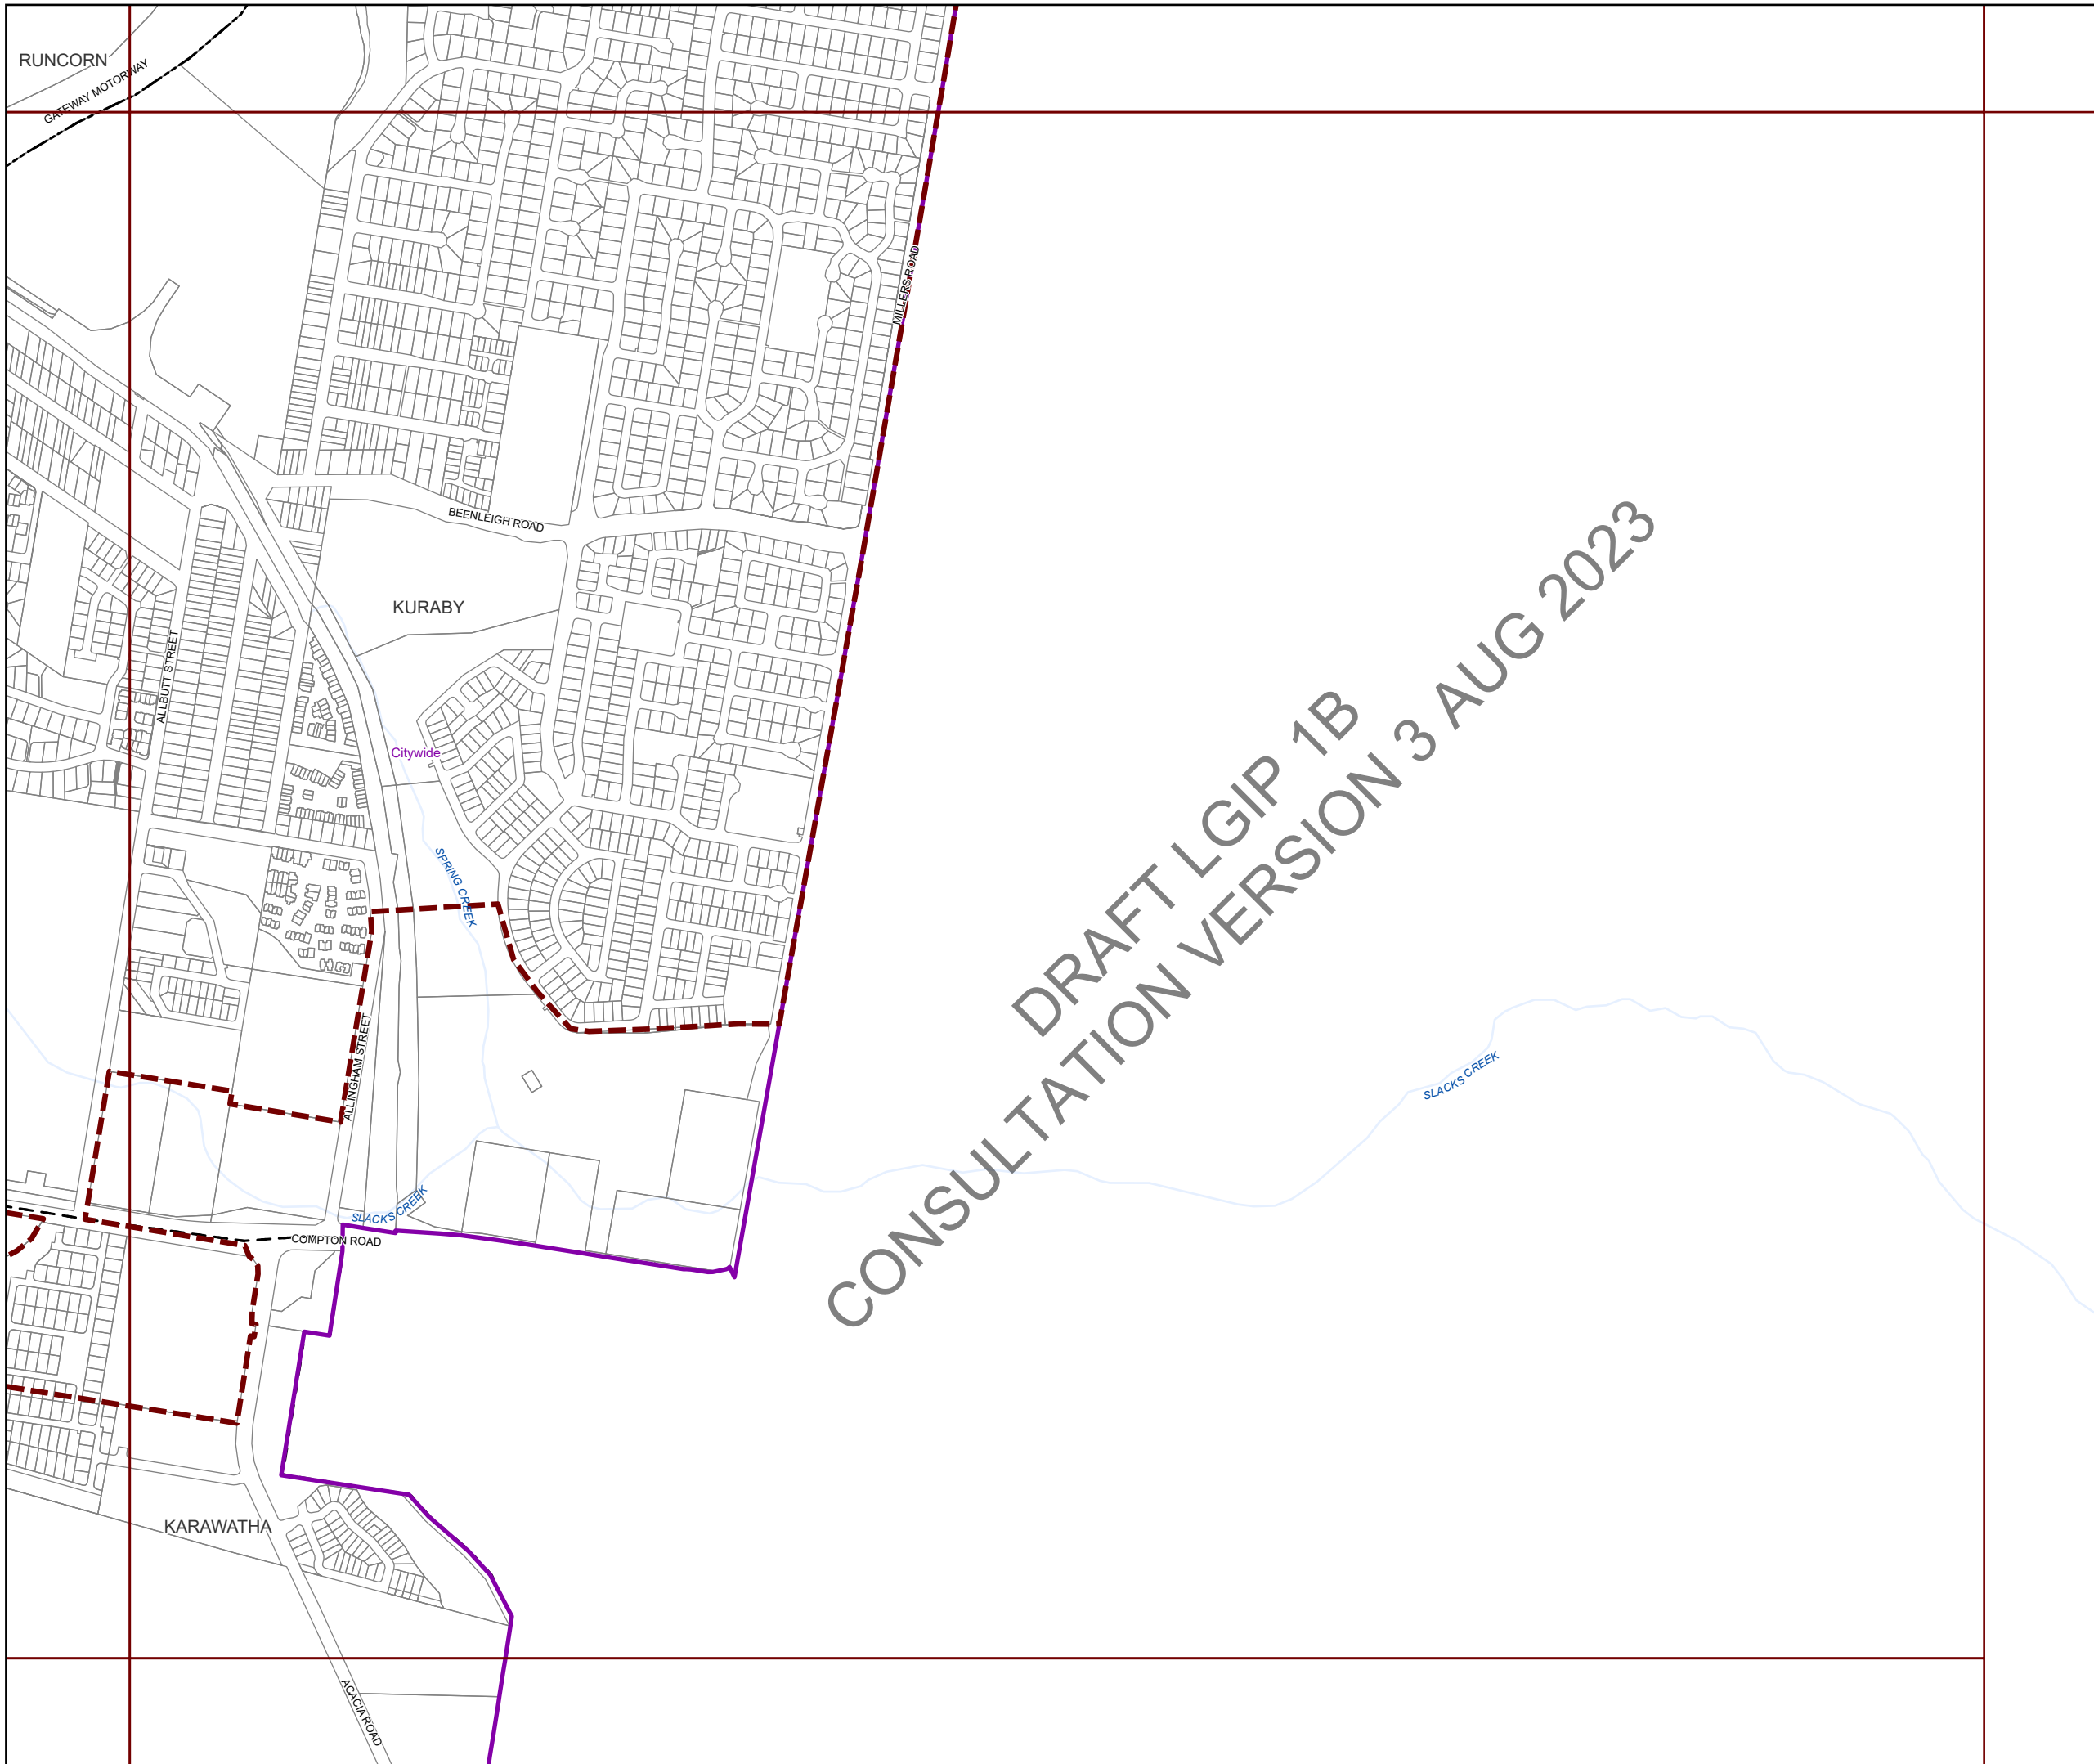 RUNCORN
GATEWAY MOTORWAY
MILLERS ROAD
BEENLEIGH ROAD
KURABY
ALLBUTT STREET
Citywide
SPRING CREEK
DRAFT LGIP 1B
CONSULTATION VERSION 3 AUG 2023
ALLINGHAM STREET
SLACKS CREEK
SLACKS CREEK
COMPTON ROAD
KARAWATHA
ACACIA ROAD